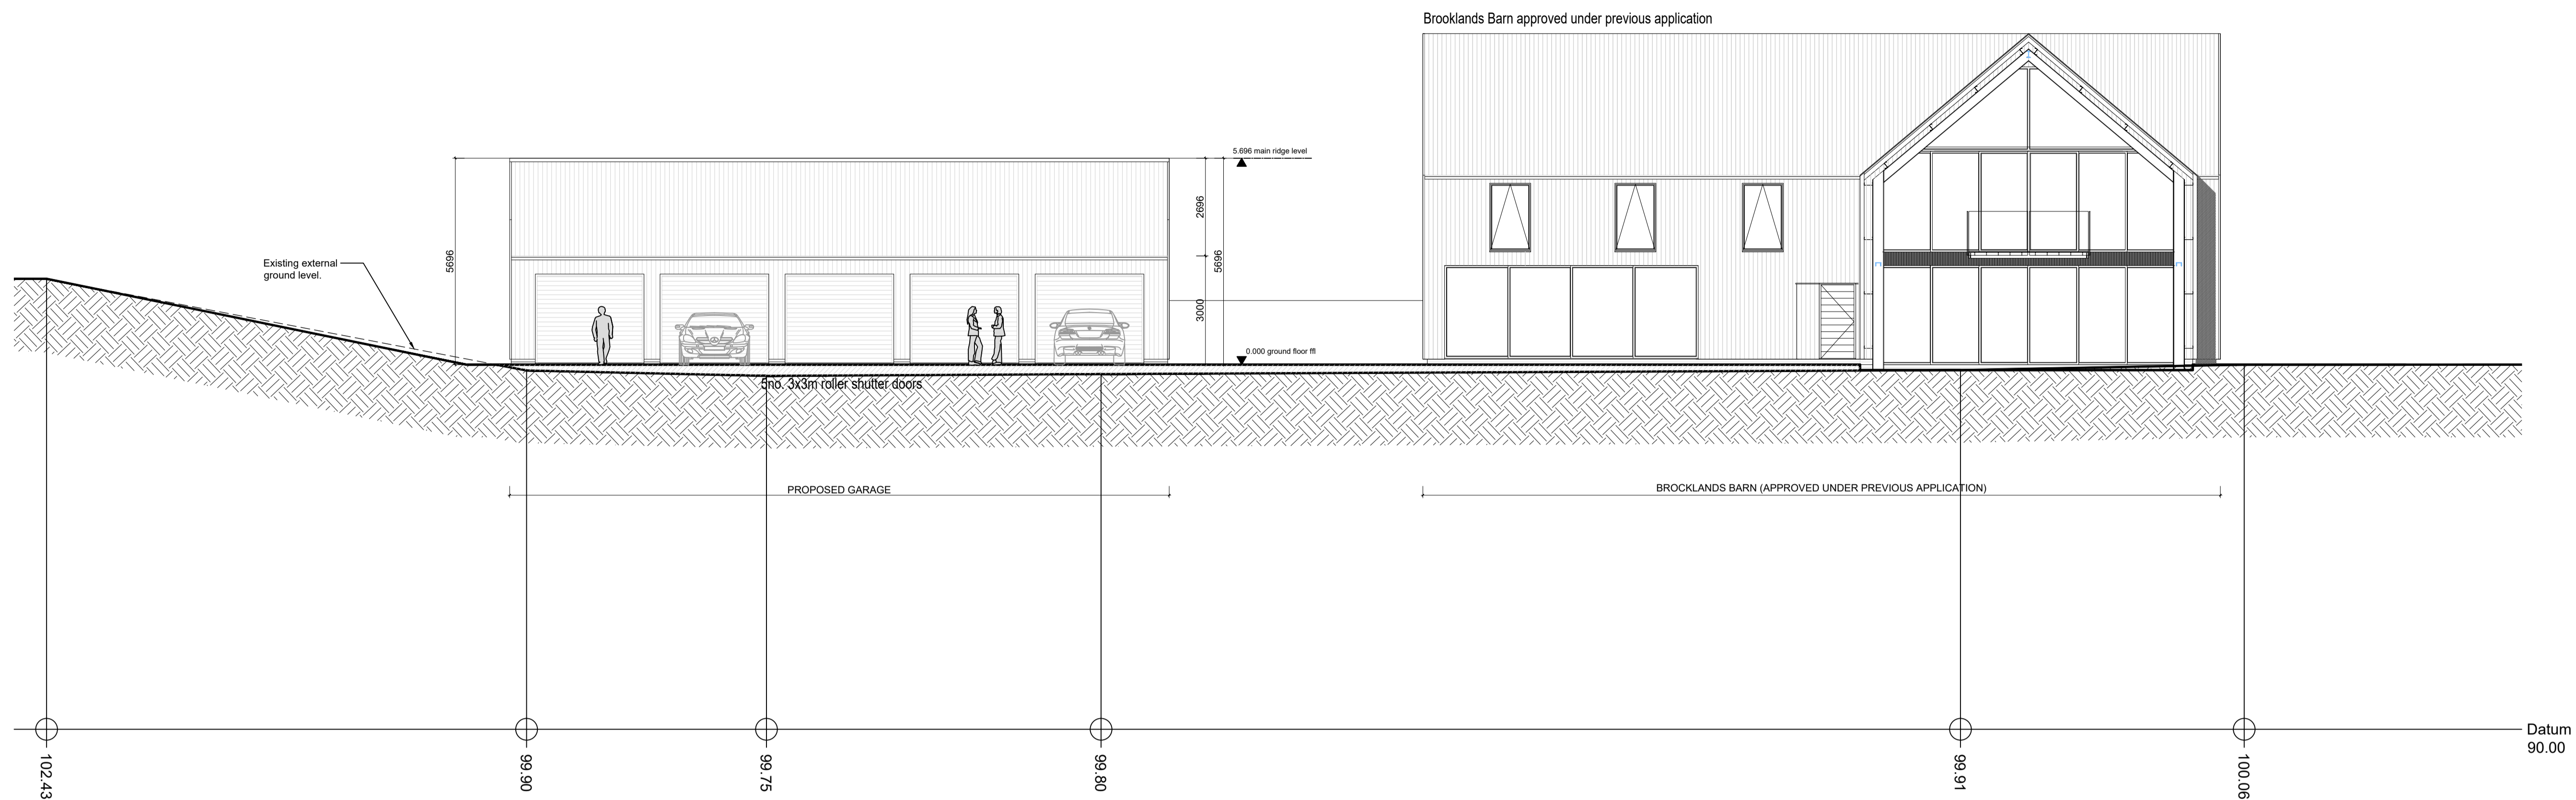 Brooklands Barn approved under previous application
5.696 main ridge level
2696
5696
5696
Existing external
ground level.
3000
0.000 ground floor ffl
5no. 3x3m roller shutter doors
PROPOSED GARAGE
BROCKLANDS BARN (APPROVED UNDER PREVIOUS APPLICATION)
Datum
90.00
102.43
99.90
99.75
99.80
99.91
100.06